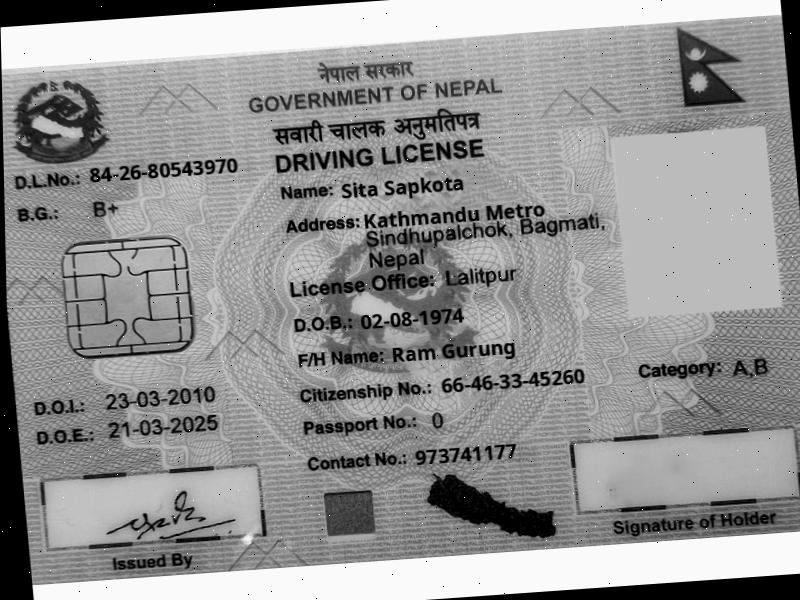 नेपाल सरकार
GOVERNMENT OF NEPAL
सवारी चालक अनुमतिपत्र
DRIVING LICENSE
D.L.No.: 84-26-80543970
B.G.: B+
Name: Sita Sapkota
Address: Kathmandu Metro
Sindhupalchok, Bagmati,
Nepal
License Office: Lalitpur
D.O.B.: 02-08-1974
F/H Name: Ram Gurung
Citizenship No.: 66-46-33-45260
Category: A,B
D.O.I.: 23-03-2010
Passport No.: 0
D.O.E.: 21-03-2025
Contact No.: 973741177
Issued By
Signature of Holder